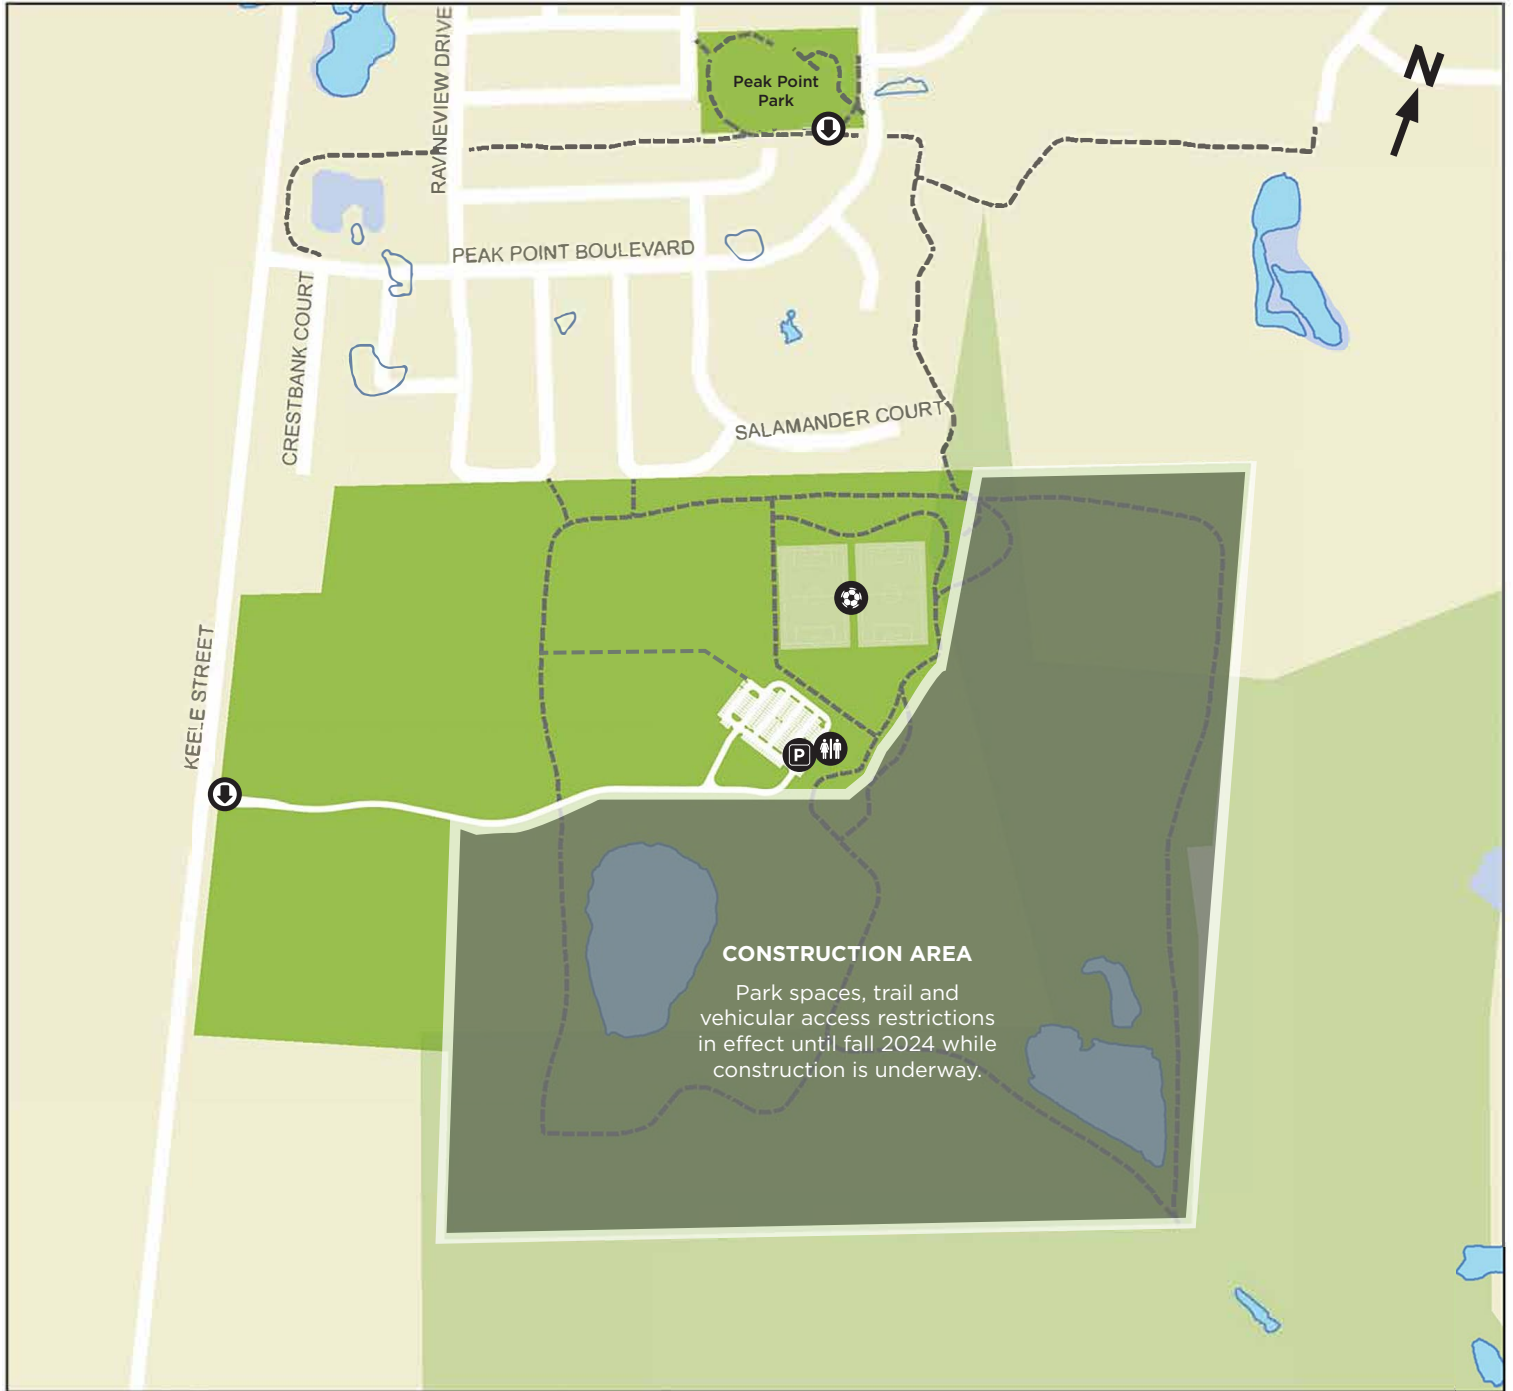 RAVINEVIEW DRIVE
N
Peak Point
Park
PEAK POINT BOULEVARD
CRESTBANK COURT
SALAMANDER COURT
KEELE STREET
P
CONSTRUCTION AREA
Park spaces, trail and
vehicular access restrictions
in effect until fall 2024 while
construction is underway.